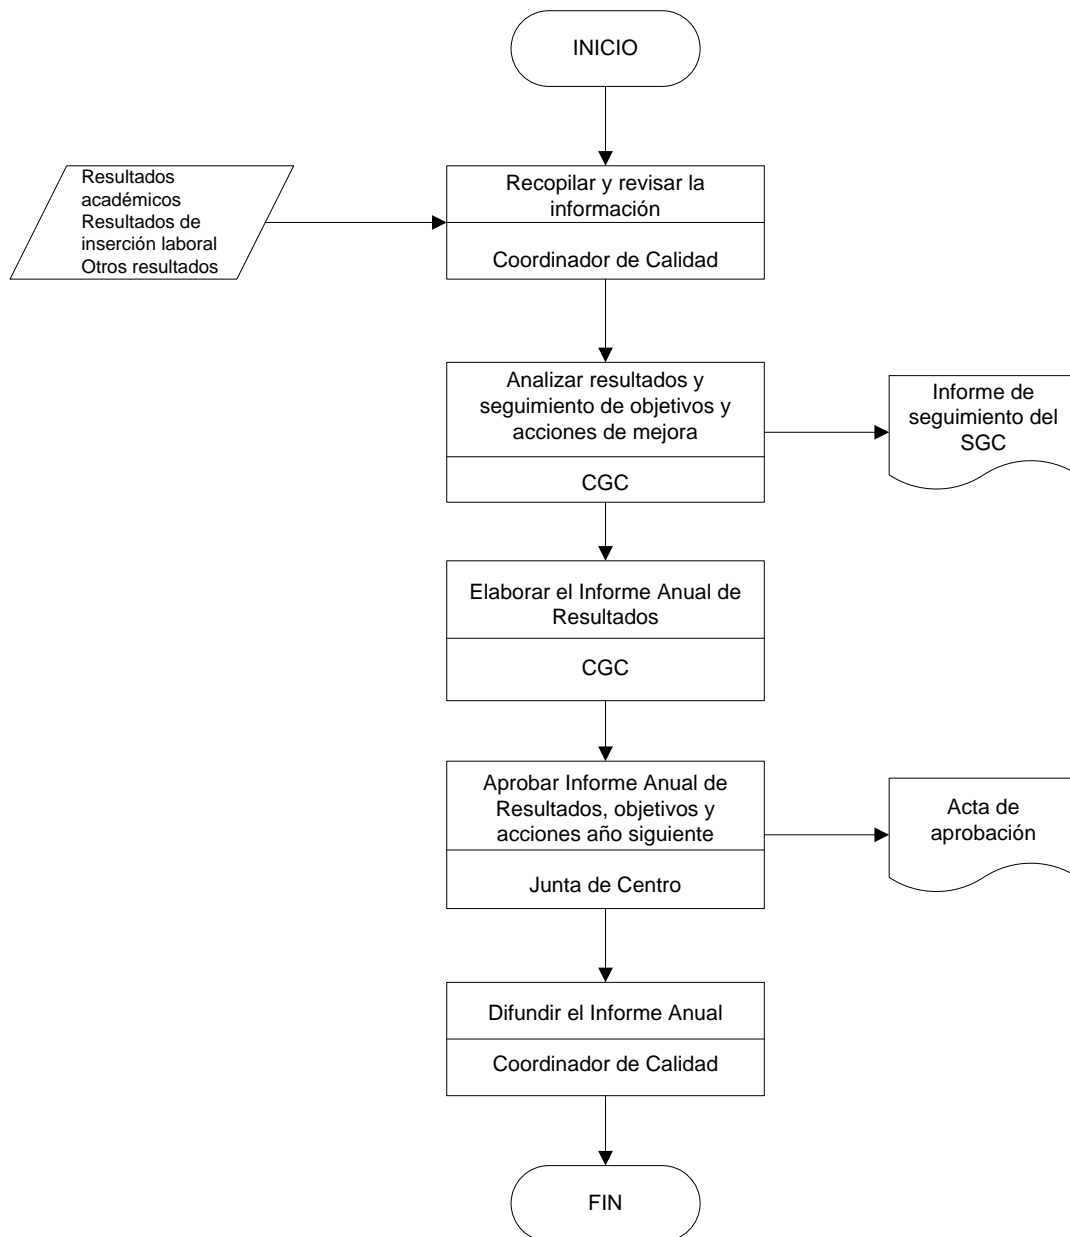 INICIO
Resultados
académicos
Resultados de
inserción laboral
Otros resultados
Recopilar y revisar la
información
Coordinador de Calidad
Analizar resultados y
seguimiento de objetivos y
acciones de mejora
CGC
Informe de
seguimiento del
SGC
Elaborar el Informe Anual de
Resultados
CGC
Aprobar Informe Anual de
Resultados, objetivos y
acciones año siguiente
Junta de Centro
Acta de
aprobación
Difundir el Informe Anual
Coordinador de Calidad
FIN